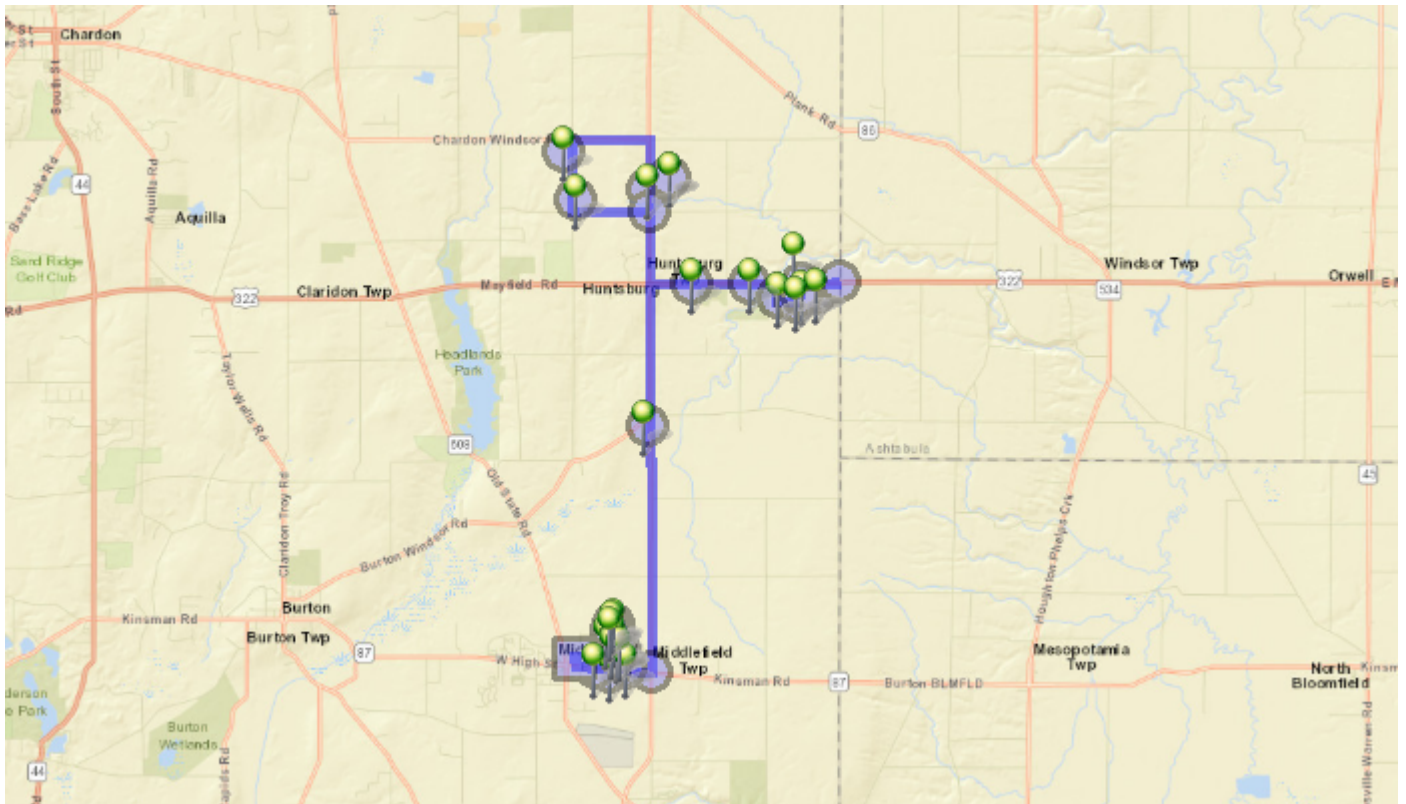 Chardon
South St
Plank Rd
86
Chardon Windsor
Bass Lake Rd
44
Aquilla Rd
Aquilla
Sand Ridge
Golf Club
Windsor Twp
Orwell
322
Claridon Twp
Mayfield Rd
Huntsburg
Huntsburg
322
534
Rd
Headlands
Park
Taylor Wells Rd
608
Old State Rd
Ashtabula
45
Claridon Troy Rd
Burton Windsor Rd
Houghton Phelps Crk
Burton
Kinsman Rd
Burton Twp
87
W High St
Middlefield
Twp
Kinsman Rd
87
Burton BLMFLD
Mesopotamia
Twp
North
Bloomfield
Burton
Wetlands
44